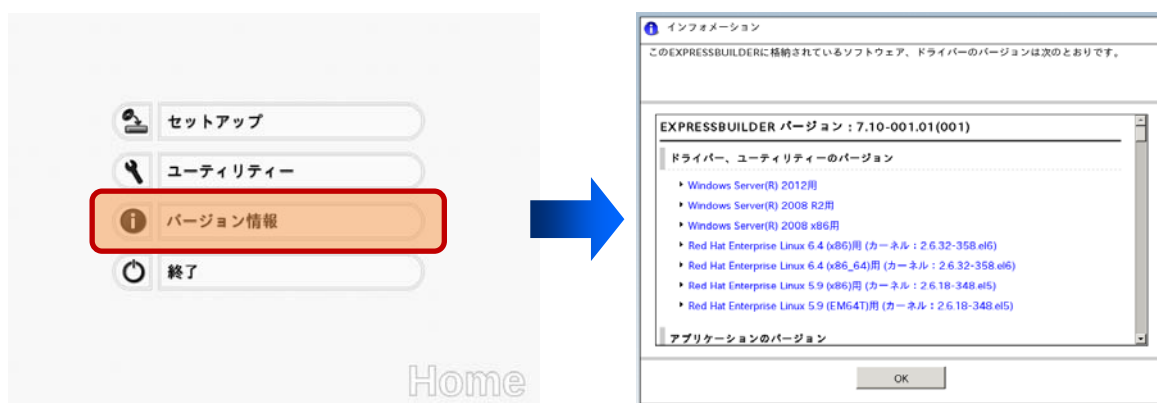 セットアップ
ユーティリティー
バージョン情報
終了
Home
インフォメーション
このEXPRESSBUILDERに格納されているソフトウェア、ドライバーのバージョンは次のとおりです。
EXPRESSBUILDER バージョン：7.10-001.01(001)
ドライバー、ユーティリティーのバージョン
Windows Server(R) 2012用
Windows Server(R) 2008 R2用
Windows Server(R) 2008 x86用
Red Hat Enterprise Linux 6.4 (x86)用 (カーネル：2.6.32-358.el6)
Red Hat Enterprise Linux 6.4 (x86_64)用 (カーネル：2.6.32-358.el6)
Red Hat Enterprise Linux 5.9 (x86)用 (カーネル：2.6.18-348.el5)
Red Hat Enterprise Linux 5.9 (EM64T)用 (カーネル：2.6.18-348.el5)
アプリケーションのバージョン
OK